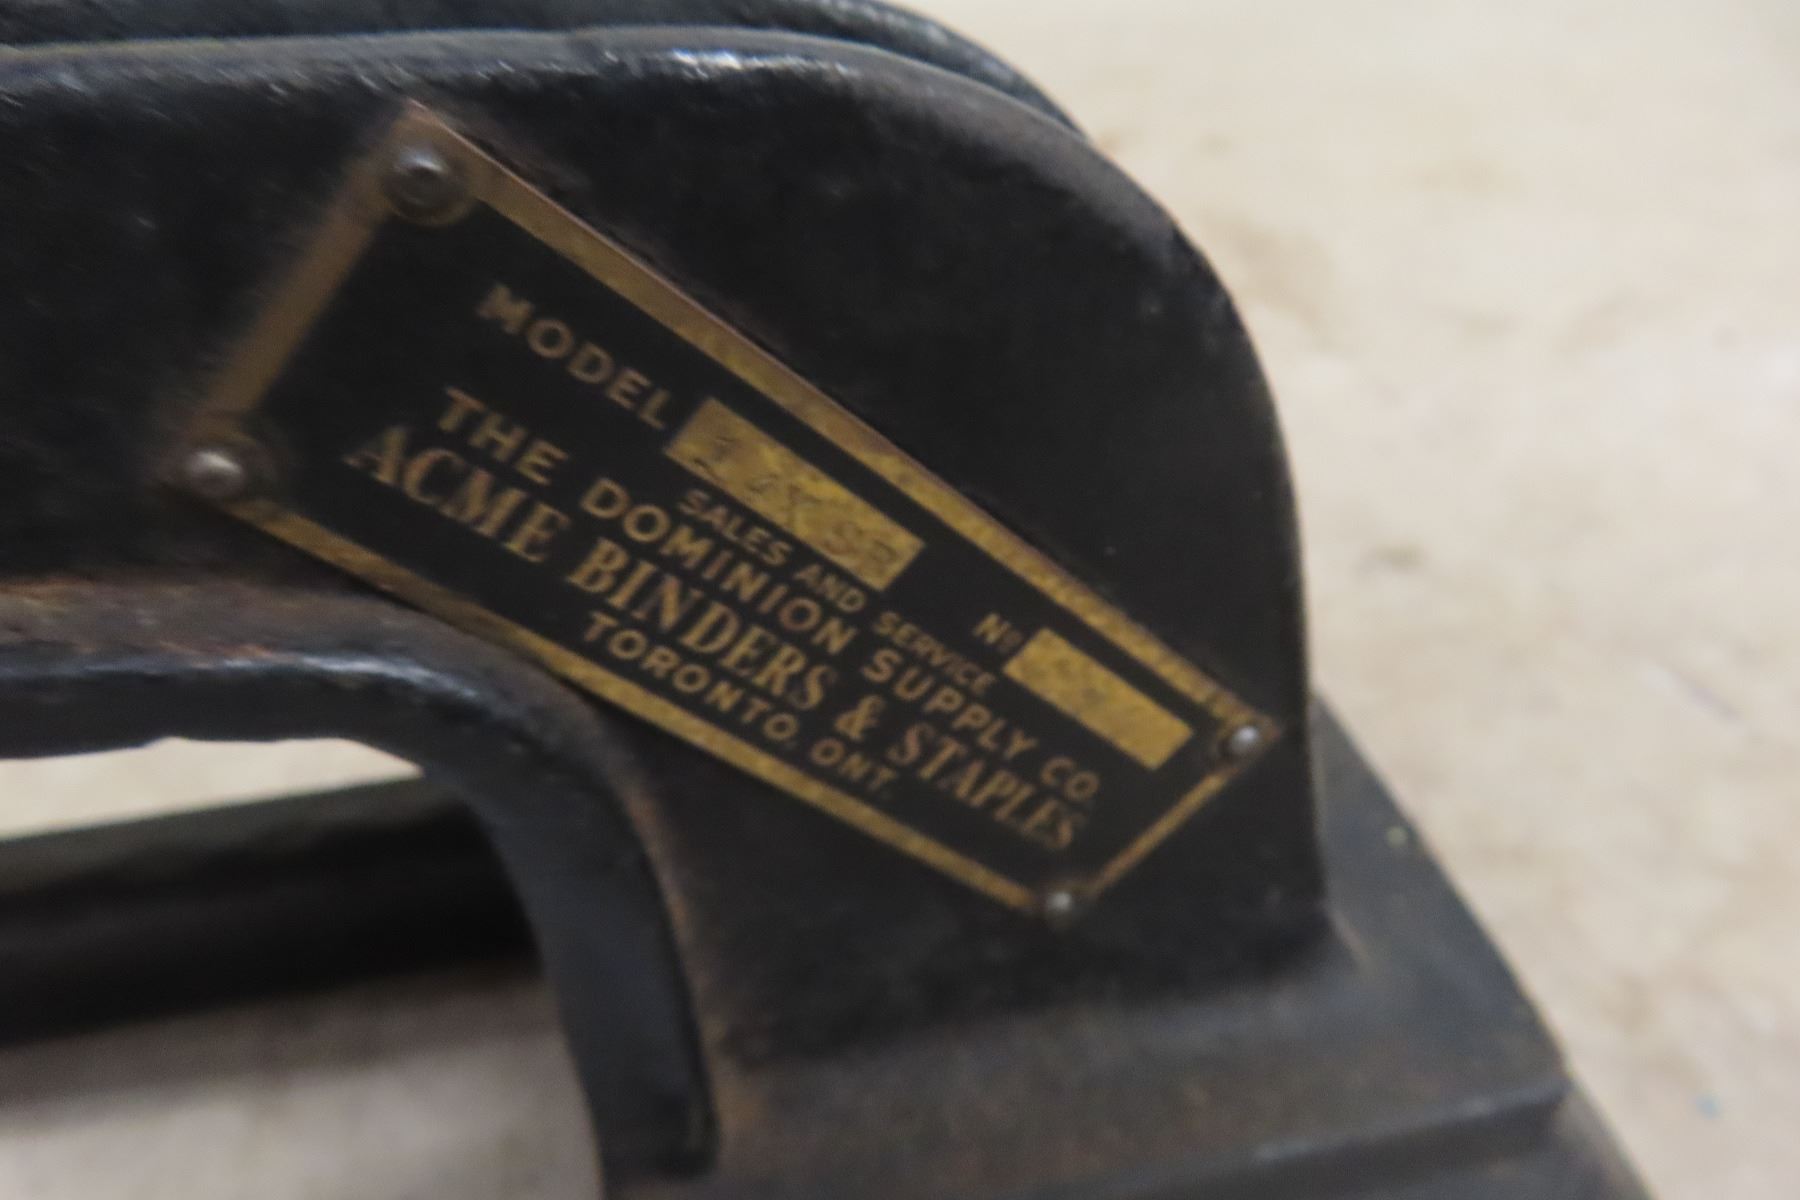 MODEL Nº
SALES AND SERVICE
THE DOMINION SUPPLY CO.
ACME BINDERS & STAPLES
TORONTO, ONT.